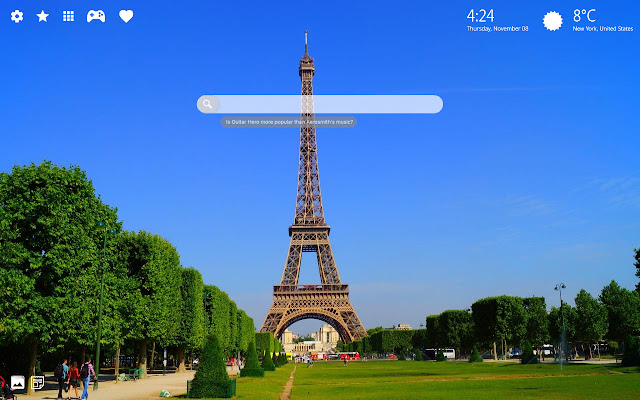 4:24
Thursday, November 08
8°C
New York, United States
Is Guitar Hero more popular than Aerosmith's music?